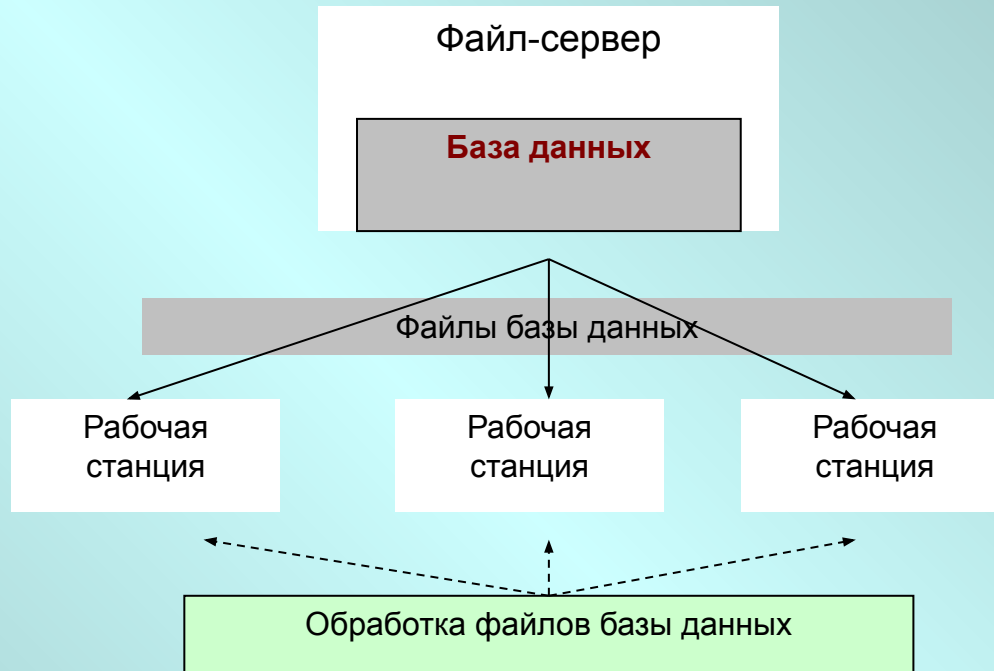 Файл-сервер
База данных
Файлы базы данных
Рабочая
станция
Рабочая
станция
Рабочая
станция
Обработка файлов базы данных